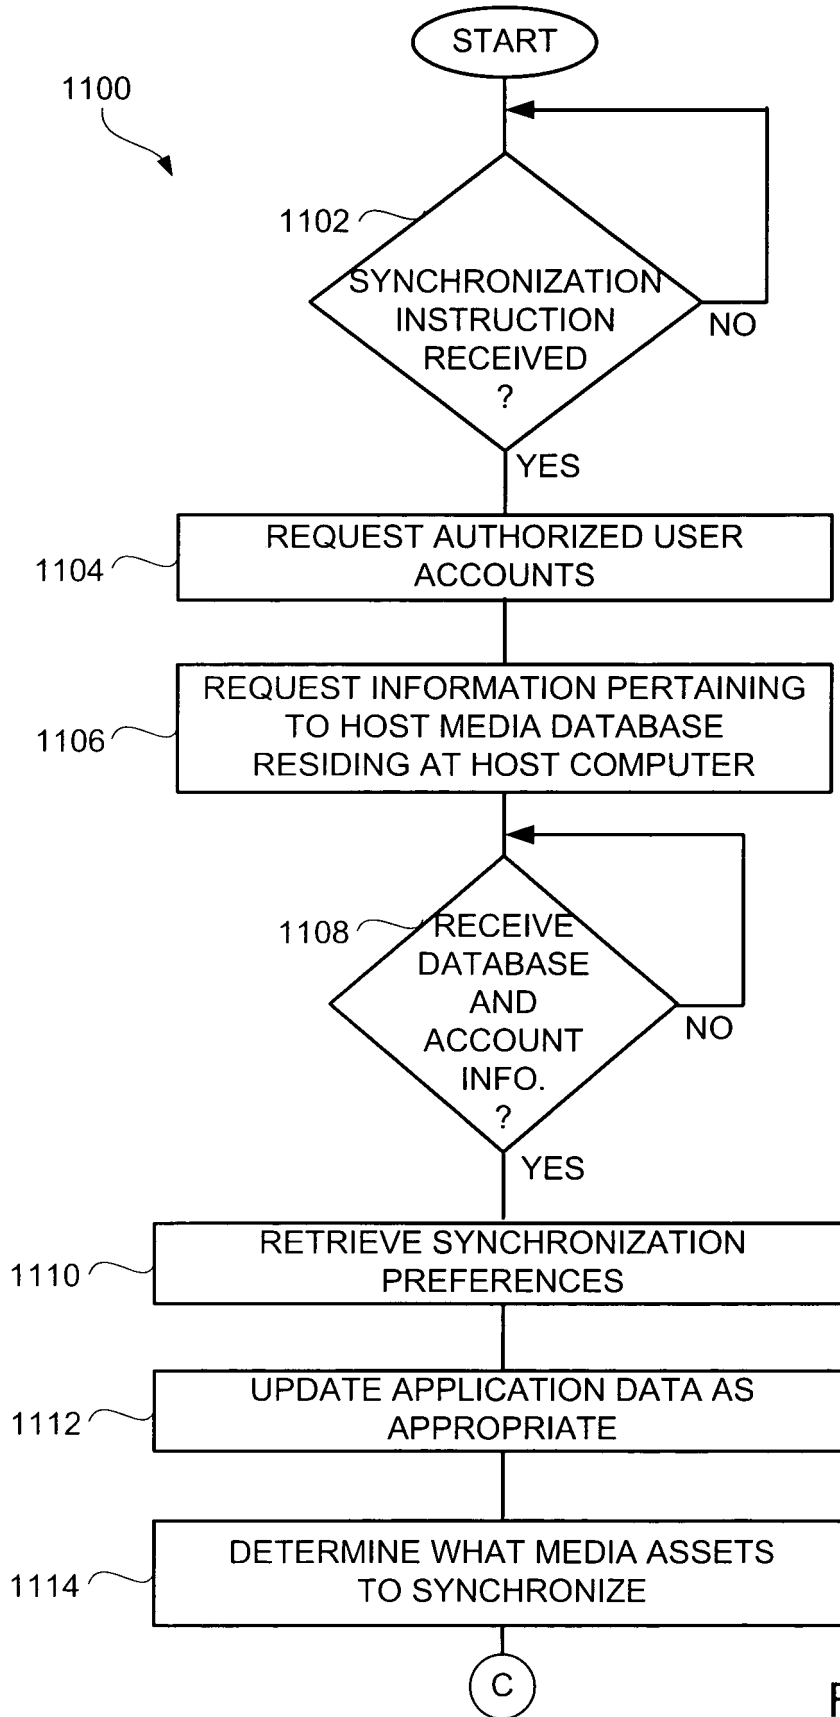 START
1100
1102
SYNCHRONIZATION
INSTRUCTION
RECEIVED
?
NO
YES
1104
REQUEST AUTHORIZED USER
ACCOUNTS
1106
REQUEST INFORMATION PERTAINING
TO HOST MEDIA DATABASE
RESIDING AT HOST COMPUTER
1108
RECEIVE
DATABASE
AND
ACCOUNT
INFO.
?
NO
YES
1110
RETRIEVE SYNCHRONIZATION
PREFERENCES
1112
UPDATE APPLICATION DATA AS
APPROPRIATE
1114
DETERMINE WHAT MEDIA ASSETS
TO SYNCHRONIZE
C